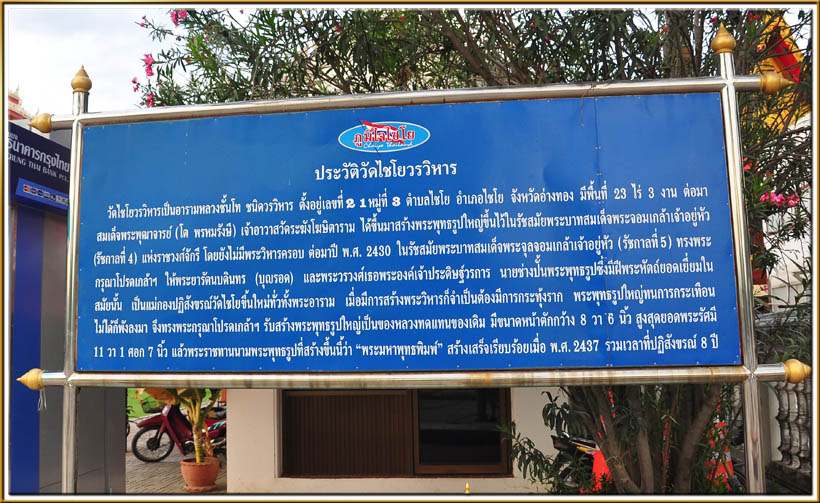 ภูมิใจไชโย
Chaiyo Thailand
ประวัติวัดไชโยวรวิหาร
วัดไชโยวรวิหารเป็นอารามหลวงชั้นโท ชนิดวรวิหาร ตั้งอยู่เลขที่ 2 1 หมู่ที่ 3 ตำบลไชโย อำเภอไชโย จังหวัดอ่างทอง มีพื้นที่ 23 ไร่ 3 งาน ต่อมา
สมเด็จพระพุฒาจารย์ (โต พรหมรังษี) เจ้าอาวาสวัดระฆังโฆษิตาราม ได้ขึ้นมาสร้างพระพุทธรูปใหญ่ขึ้นไว้ในรัชสมัยพระบาทสมเด็จพระจอมเกล้าเจ้าอยู่หัว
(รัชกาลที่ 4) แห่งราชวงศ์จักรี โดยยังไม่มีพระวิหารครอบ ต่อมาปี พ.ศ. 2430 ในรัชสมัยพระบาทสมเด็จพระจุลจอมเกล้าเจ้าอยู่หัว (รัชกาลที่ 5) ทรงพระ
กรุณาโปรดเกล้าฯ ให้พระยารัตนบดินทร (บุญรอด) และพระวรวงศ์เธอพระองค์เจ้าประดิษฐ์วรการ นายช่างปั้นพระพุทธรูปซึ่งมีฝีพระหัตถ์ยอดเยี่ยมใน
สมัยนั้น เป็นแม่กองปฏิสังขรณ์วัดไชโยขึ้นใหม่ทั่วทั้งพระอาราม เมื่อมีการสร้างพระวิหารก็จำเป็นต้องมีการกระทุ้งราก พระพุทธรูปใหญ่ทนการกระเทือน
ไม่ได้ก็พังลงมา จึงทรงพระกรุณาโปรดเกล้าฯ รับสร้างพระพุทธรูปใหญ่เป็นของหลวงทดแทนของเดิม มีขนาดหน้าตักกว้าง 8 วา 6 นิ้ว สูงสุดยอดพระรัศมี
11 วา 1 ศอก 7 นิ้ว แล้วพระราชทานนามพระพุทธรูปที่สร้างขึ้นนี้ว่า "พระมหาพุทธพิมพ์" สร้างเสร็จเรียบร้อยเมื่อ พ.ศ. 2437 รวมเวลาที่ปฏิสังขรณ์ 8 ปี
ธนาคารกรุงไทย
KRUNG THAI BANK PCL.